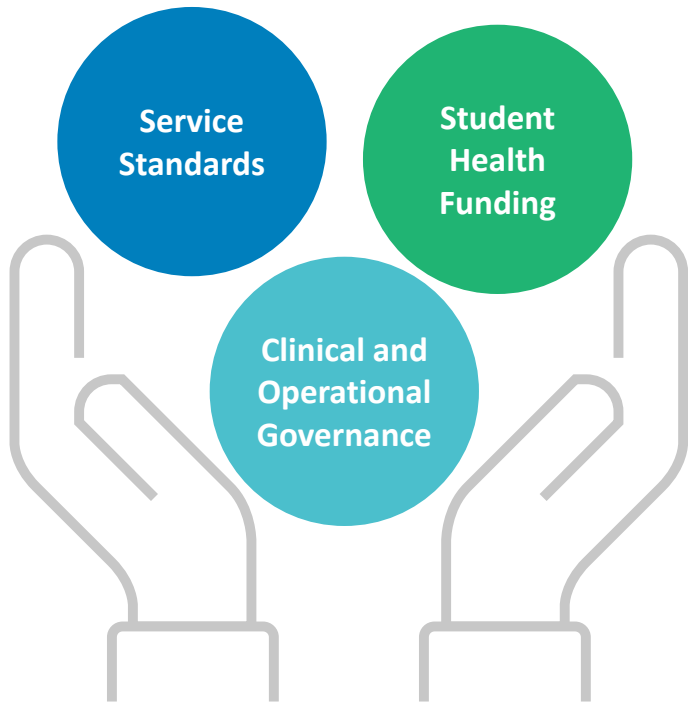 Service
Standards
Student
Health
Funding
Clinical and
Operational
Governance